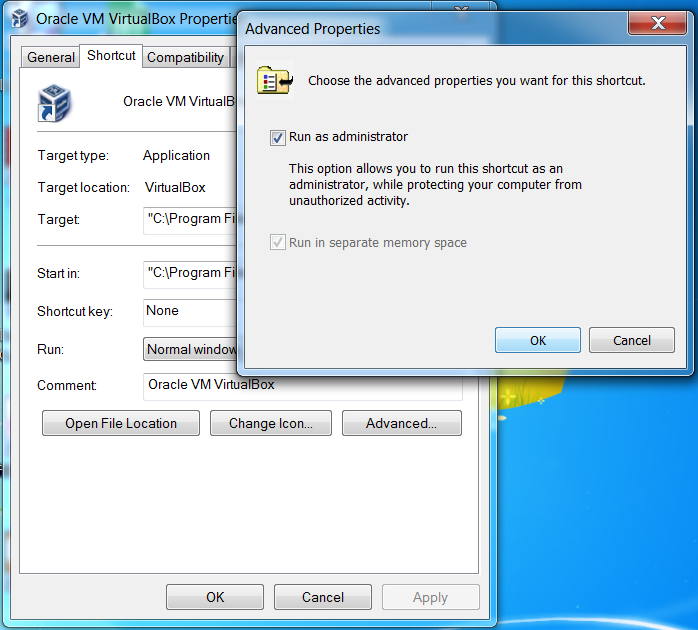 Oracle VM VirtualBox Properties
General
Shortcut
Compatibility
Oracle VM VirtualB
Target type:
Application
Target location:
VirtualBox
Target:
"C:\Program Fi
Start in:
"C:\Program Fi
Shortcut key:
None
Run:
Normal window
Comment:
Oracle VM VirtualBox
Open File Location
Change Icon...
Advanced...
OK
Cancel
Apply
Advanced Properties
Choose the advanced properties you want for this shortcut.
Run as administrator
This option allows you to run this shortcut as an
administrator, while protecting your computer from
unauthorized activity.
Run in separate memory space
OK
Cancel